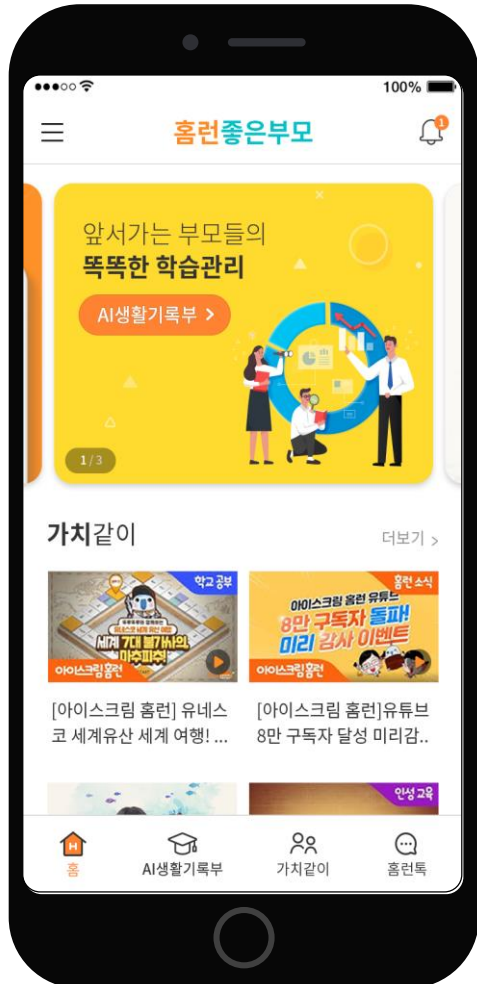 100%
홈런좋은부모
1
앞서가는 부모들의
똑똑한 학습관리
AI생활기록부 >
1/3
가치같이
더보기 >
학교 공부
세계 7대 불가사의
마추픽추!
아이스크림홈런
홈런 소식
아이스크림 홈런 유튜브
8만 구독자 돌파!
미리 감사 이벤트
아이스크림홈런
[아이스크림 홈런] 유네스
코 세계유산 세계 여행! ...
[아이스크림 홈런]유튜브
8만 구독자 달성 미리감..
인성 교육
H
홈
AI생활기록부
가치같이
홈런톡